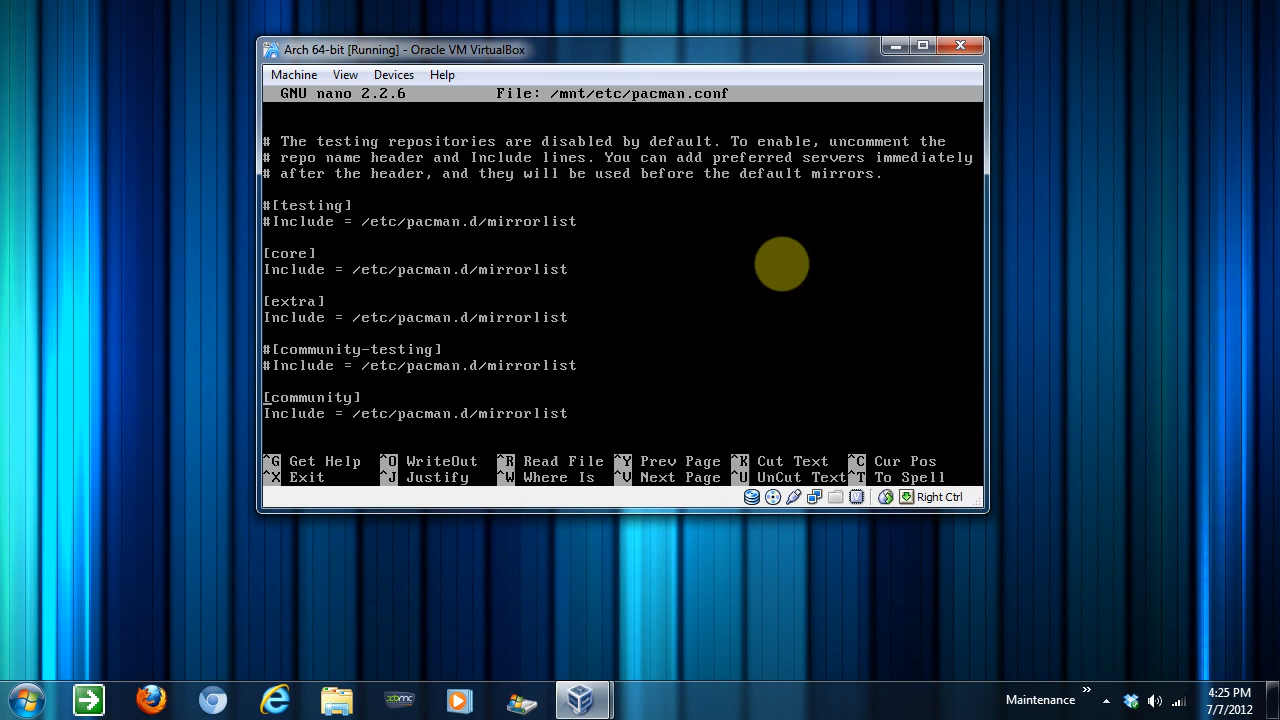 Arch 64-bit [Running] - Oracle VM VirtualBox
Machine View Devices Help
GNU nano 2.2.6 File: /mnt/etc/pacman.conf
# The testing repositories are disabled by default. To enable, uncomment the
# repo name header and Include lines. You can add preferred servers immediately
# after the header, and they will be used before the default mirrors.
#[testing]
#Include = /etc/pacman.d/mirrorlist
[core]
Include = /etc/pacman.d/mirrorlist
[extra]
Include = /etc/pacman.d/mirrorlist
#[community-testing]
#Include = /etc/pacman.d/mirrorlist
[community]
Include = /etc/pacman.d/mirrorlist
^G Get Help ^O WriteOut ^R Read File ^Y Prev Page ^K Cut Text ^C Cur Pos
^X Exit ^J Justify ^W Where Is ^V Next Page ^U UnCut Text ^T To Spell
Right Ctrl
xbmc
Maintenance »
4:25 PM
7/7/2012